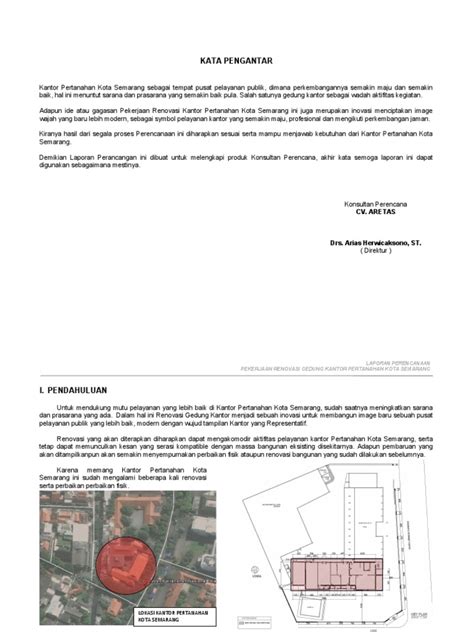 KATA PENGANTAR
Kantor Pertanahan Kota Semarang sebagai tempat pusat pelayanan publik, dimana perkembangannya semakin maju dan semakin
baik, hal ini menuntut sarana dan prasarana yang semakin baik pula. Salah satunya gedung kantor sebagai wadah aktifitas kegiatan.
Adapun ide atau gagasan Pekerjaan Renovasi Kantor Pertanahan Kota Semarang ini juga merupakan inovasi menciptakan image
wajah yang baru lebih modern, sebagai symbol pelayanan kantor yang semakin maju, profesional dan mengikuti perkembangan jaman.
Kiranya hasil dari segala proses Perencanaan ini diharapkan sesuai serta mampu menjawab kebutuhan dari Kantor Pertanahan Kota
Semarang.
Demikian Laporan Perancangan ini dibuat untuk melengkapi produk Konsultan Perencana, akhir kata semoga laporan ini dapat
digunakan sebagaimana mestinya.
Konsultan Perencana
CV. ARETAS
Drs. Arias Herwicaksono, ST.
( Direktur )
LAPORAN PERENCANAAN
PEKERJAAN RENOVASI GEDUNG KANTOR PERTANAHAN KOTA SEMARANG
I. PENDAHULUAN
Untuk mendukung mutu pelayanan yang lebih baik di Kantor Pertanahan Kota Semarang, sudah saatnya meningkatkan sarana
dan prasarana yang ada. Dalam hal ini Renovasi Gedung Kantor menjadi sebuah inovasi untuk membangun image baru sebuah pusat
pelayanan publik yang lebih baik, modern dengan wujud tampilan Kantor yang Representatif.
Renovasi yang akan diterapkan diharapkan dapat mengakomodir aktifitas pelayanan kantor Pertanahan Kota Semarang, serta
tetap dapat memunculkan kesan yang serasi kompatible dengan massa bangunan eksisting disekitarnya. Adapun pembaruan yang
akan ditampilkanpun akan semakin menyempurnakan perbaikan fisik ataupun renovasi bangunan yang sudah dilakukan sebelumnya.
Karena memang Kantor Pertanahan Kota
Semarang ini sudah mengalami beberapa kali renovasi
serta perbaikan perbaikan fisik.
LOKASI KANTOR PERTANAHAN
KOTA SEMARANG
KEY PLAN